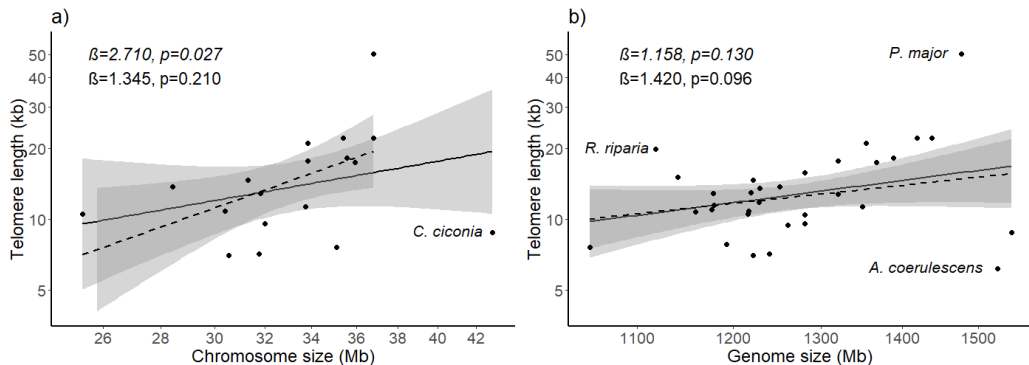 a)
ß=2.710, p=0.027
ß=1.345, p=0.210
50
40
30
20
10
5
Telomere length (kb)
C. ciconia
26
28
30
32
34
36
38
40
42
Chromosome size (Mb)
b)
ß=1.158, p=0.130
ß=1.420, p=0.096
P. major
R. riparia
A. coerulescens
50
40
30
20
10
5
Telomere length (kb)
1100
1200
1300
1400
1500
Genome size (Mb)